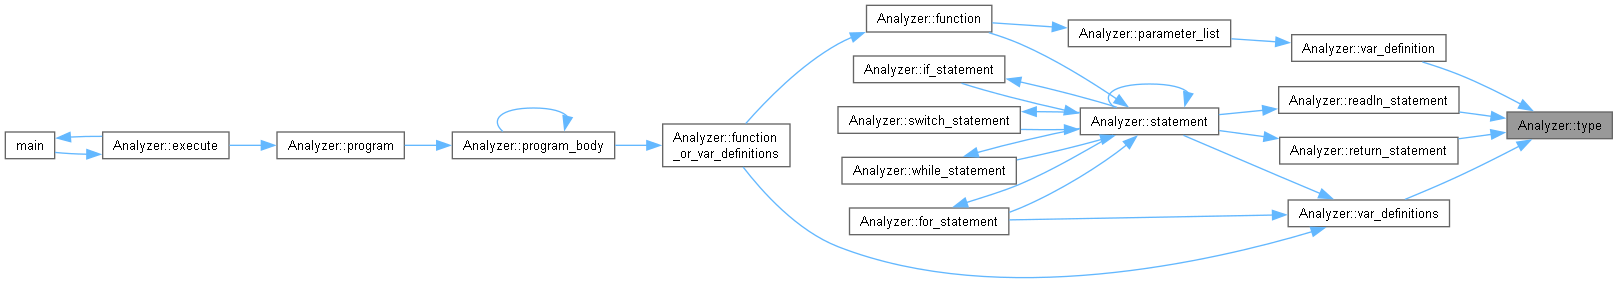 main
Analyzer::execute
Analyzer::program
Analyzer::program_body
Analyzer::function
_or_var_definitions
Analyzer::function
Analyzer::if_statement
Analyzer::switch_statement
Analyzer::while_statement
Analyzer::for_statement
Analyzer::parameter_list
Analyzer::statement
Analyzer::var_definition
Analyzer::readln_statement
Analyzer::return_statement
Analyzer::var_definitions
Analyzer::type